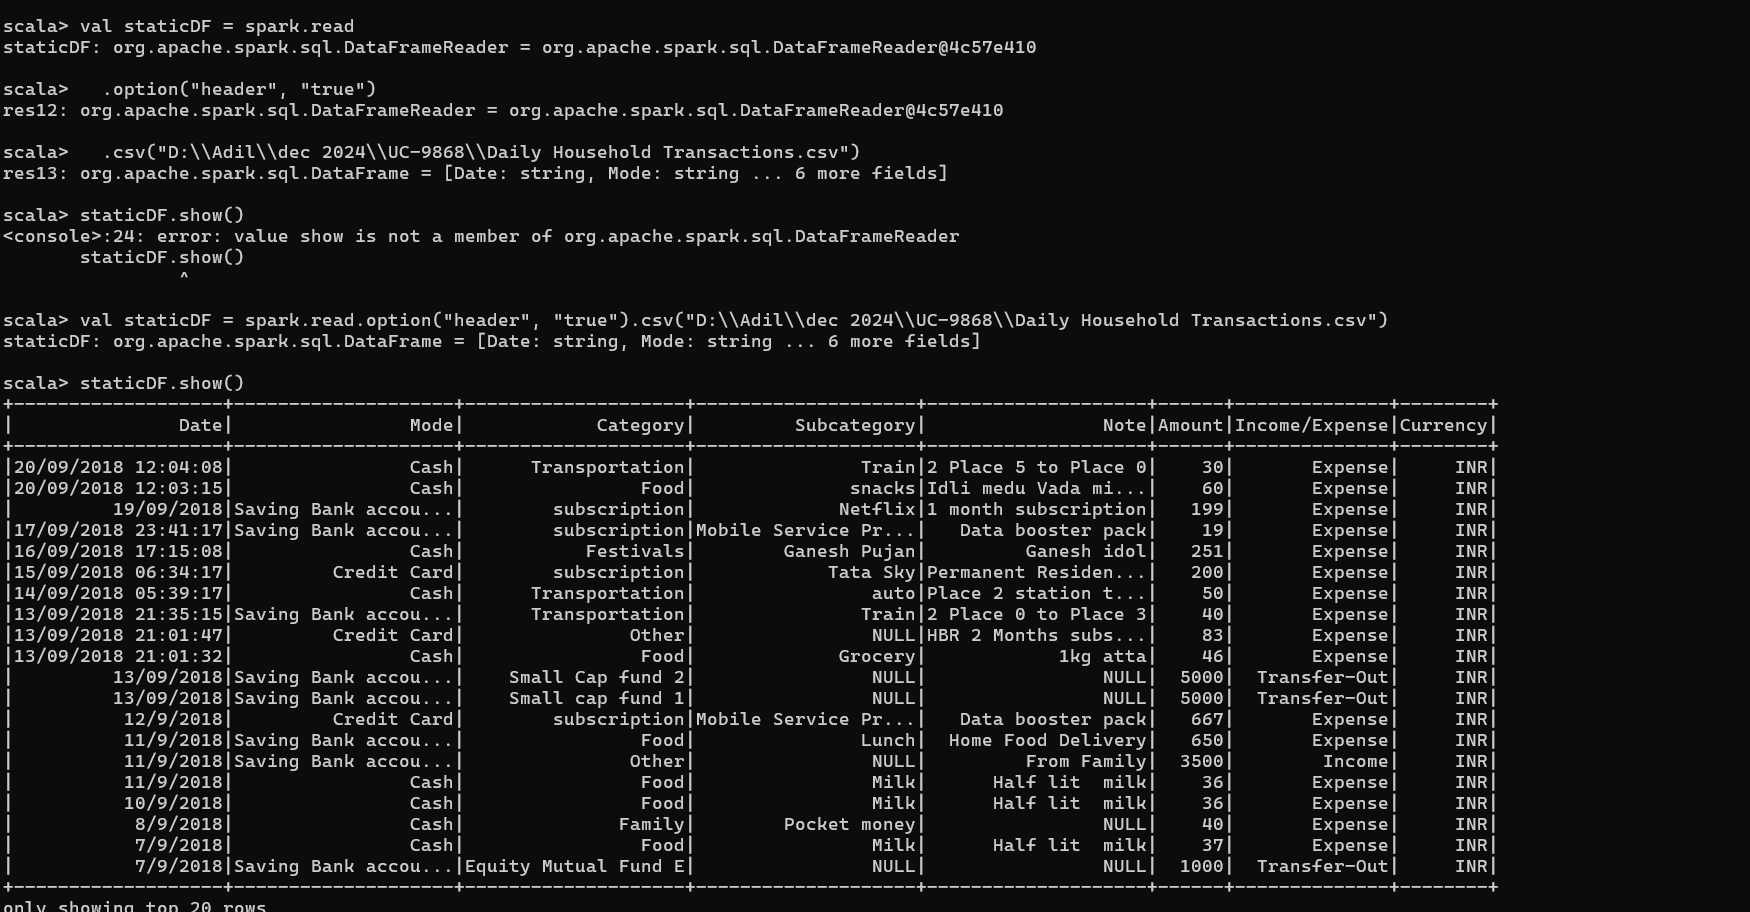 scala> val staticDF = spark.read
staticDF: org.apache.spark.sql.DataFrameReader = org.apache.spark.sql.DataFrameReader@4c57e410

scala>   .option("header", "true")
res12: org.apache.spark.sql.DataFrameReader = org.apache.spark.sql.DataFrameReader@4c57e410

scala>   .csv("D:\\Adil\\dec 2024\\UC-9868\\Daily Household Transactions.csv")
res13: org.apache.spark.sql.DataFrame = [Date: string, Mode: string ... 6 more fields]

scala> staticDF.show()
<console>:24: error: value show is not a member of org.apache.spark.sql.DataFrameReader
       staticDF.show()
                ^

scala> val staticDF = spark.read.option("header", "true").csv("D:\\Adil\\dec 2024\\UC-9868\\Daily Household Transactions.csv")
staticDF: org.apache.spark.sql.DataFrame = [Date: string, Mode: string ... 6 more fields]

scala> staticDF.show()
+-------------------+--------------------+--------------------+--------------------+--------------------+------+--------------+--------+
|               Date|                Mode|            Category|         Subcategory|                Note|Amount|Income/Expense|Currency|
+-------------------+--------------------+--------------------+--------------------+--------------------+------+--------------+--------+
|20/09/2018 12:04:08|                Cash|      Transportation|               Train|2 Place 5 to Place 0|    30|       Expense|     INR|
|20/09/2018 12:03:15|                Cash|                Food|              snacks|Idli medu Vada mi...|    60|       Expense|     INR|
|         19/09/2018|Saving Bank accou...|        subscription|             Netflix|1 month subscription|   199|       Expense|     INR|
|17/09/2018 23:41:17|Saving Bank accou...|        subscription|Mobile Service Pr...|   Data booster pack|    19|       Expense|     INR|
|16/09/2018 17:15:08|                Cash|           Festivals|        Ganesh Pujan|         Ganesh idol|   251|       Expense|     INR|
|15/09/2018 06:34:17|         Credit Card|        subscription|            Tata Sky|Permanent Residen...|   200|       Expense|     INR|
|14/09/2018 05:39:17|                Cash|      Transportation|                auto|Place 2 station t...|    50|       Expense|     INR|
|13/09/2018 21:35:15|Saving Bank accou...|      Transportation|               Train|2 Place 0 to Place 3|    40|       Expense|     INR|
|13/09/2018 21:01:47|         Credit Card|               Other|                NULL|HBR 2 Months subs...|    83|       Expense|     INR|
|13/09/2018 21:01:32|                Cash|                Food|             Grocery|            1kg atta|    46|       Expense|     INR|
|         13/09/2018|Saving Bank accou...|    Small Cap fund 2|                NULL|                NULL|  5000|  Transfer-Out|     INR|
|         13/09/2018|Saving Bank accou...|    Small cap fund 1|                NULL|                NULL|  5000|  Transfer-Out|     INR|
|          12/9/2018|         Credit Card|        subscription|Mobile Service Pr...|   Data booster pack|   667|       Expense|     INR|
|          11/9/2018|Saving Bank accou...|                Food|               Lunch|  Home Food Delivery|   650|       Expense|     INR|
|          11/9/2018|Saving Bank accou...|               Other|                NULL|         From Family|  3500|        Income|     INR|
|          11/9/2018|                Cash|                Food|                Milk|      Half lit  milk|    36|       Expense|     INR|
|          10/9/2018|                Cash|                Food|                Milk|      Half lit  milk|    36|       Expense|     INR|
|           8/9/2018|                Cash|              Family|        Pocket money|                NULL|    40|       Expense|     INR|
|           7/9/2018|                Cash|                Food|                Milk|      Half lit  milk|    37|       Expense|     INR|
|           7/9/2018|Saving Bank accou...|Equity Mutual Fund E|                NULL|                NULL|  1000|  Transfer-Out|     INR|
+-------------------+--------------------+--------------------+--------------------+--------------------+------+--------------+--------+
only showing top 20 rows